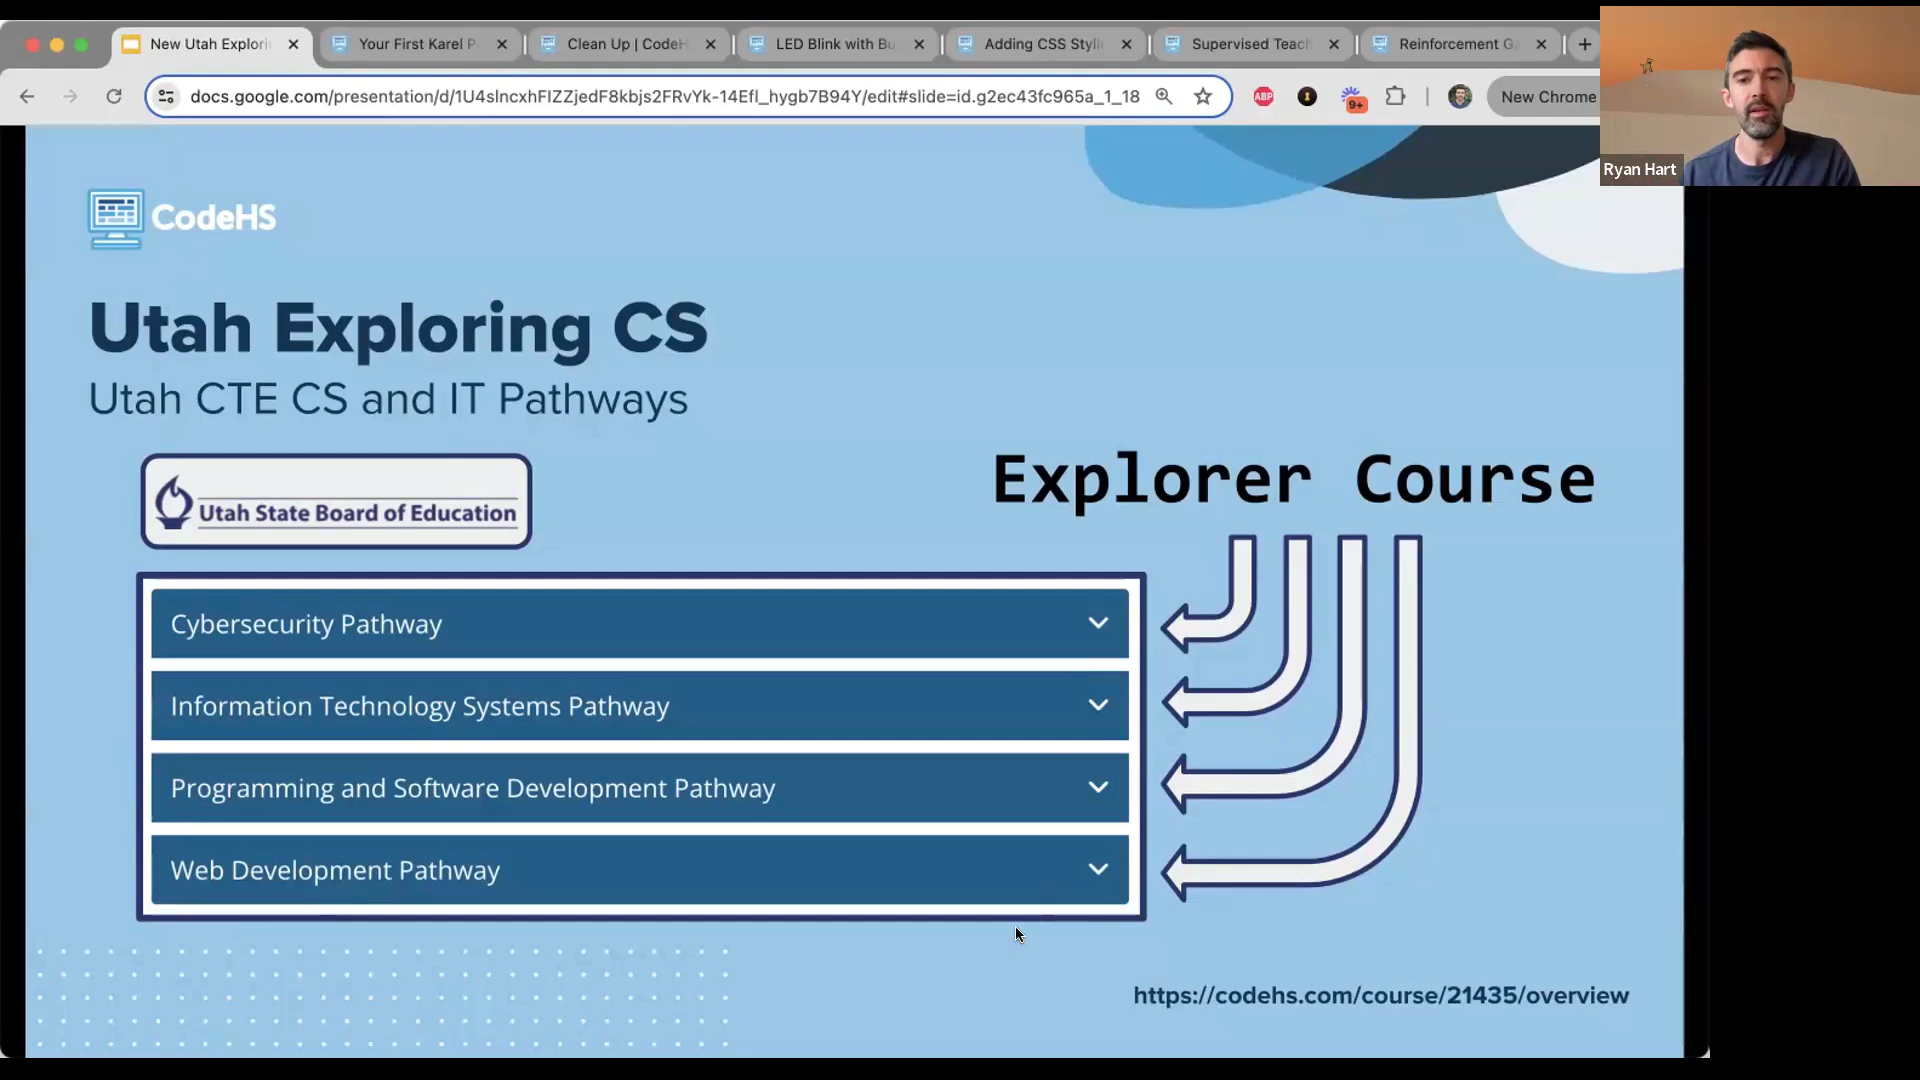 New Utah Explori
Your First Karel P
Clean Up | CodeH
LED Blink with Bu
Adding CSS Styli
Supervised Teac
Reinforcement G
docs.google.com/presentation/d/1U4slncxhFIZZjedF8kbjs2FRvYk-14Efl_hygb7B94Y/edit#slide=id.g2ec43fc965a_1_18
ABP
9+
New Chrome
Ryan Hart
CodeHS
Utah Exploring CS
Utah CTE CS and IT Pathways
Utah State Board of Education
Explorer Course
Cybersecurity Pathway
Information Technology Systems Pathway
Programming and Software Development Pathway
Web Development Pathway
https://codehs.com/course/21435/overview